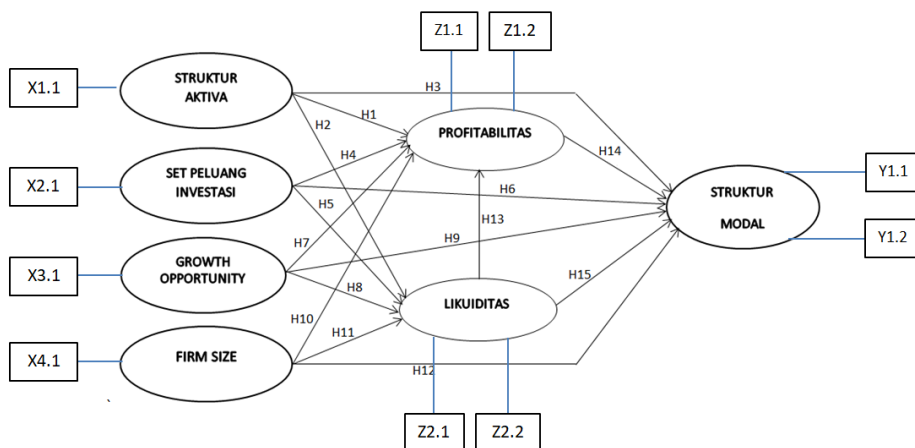 Z1.1
Z1.2
X1.1
STRUKTUR
AKTIVA
H3
H1
H2
PROFITABILITAS
H4
H14
X2.1
SET PELUANG
INVESTASI
H6
STRUKTUR
MODAL
Y1.1
H5
H13
Y1.2
H7
H9
X3.1
GROWTH
OPPORTUNITY
H15
H8
LIKUIDITAS
H10
H11
X4.1
FIRM SIZE
H12
Z2.1
Z2.2